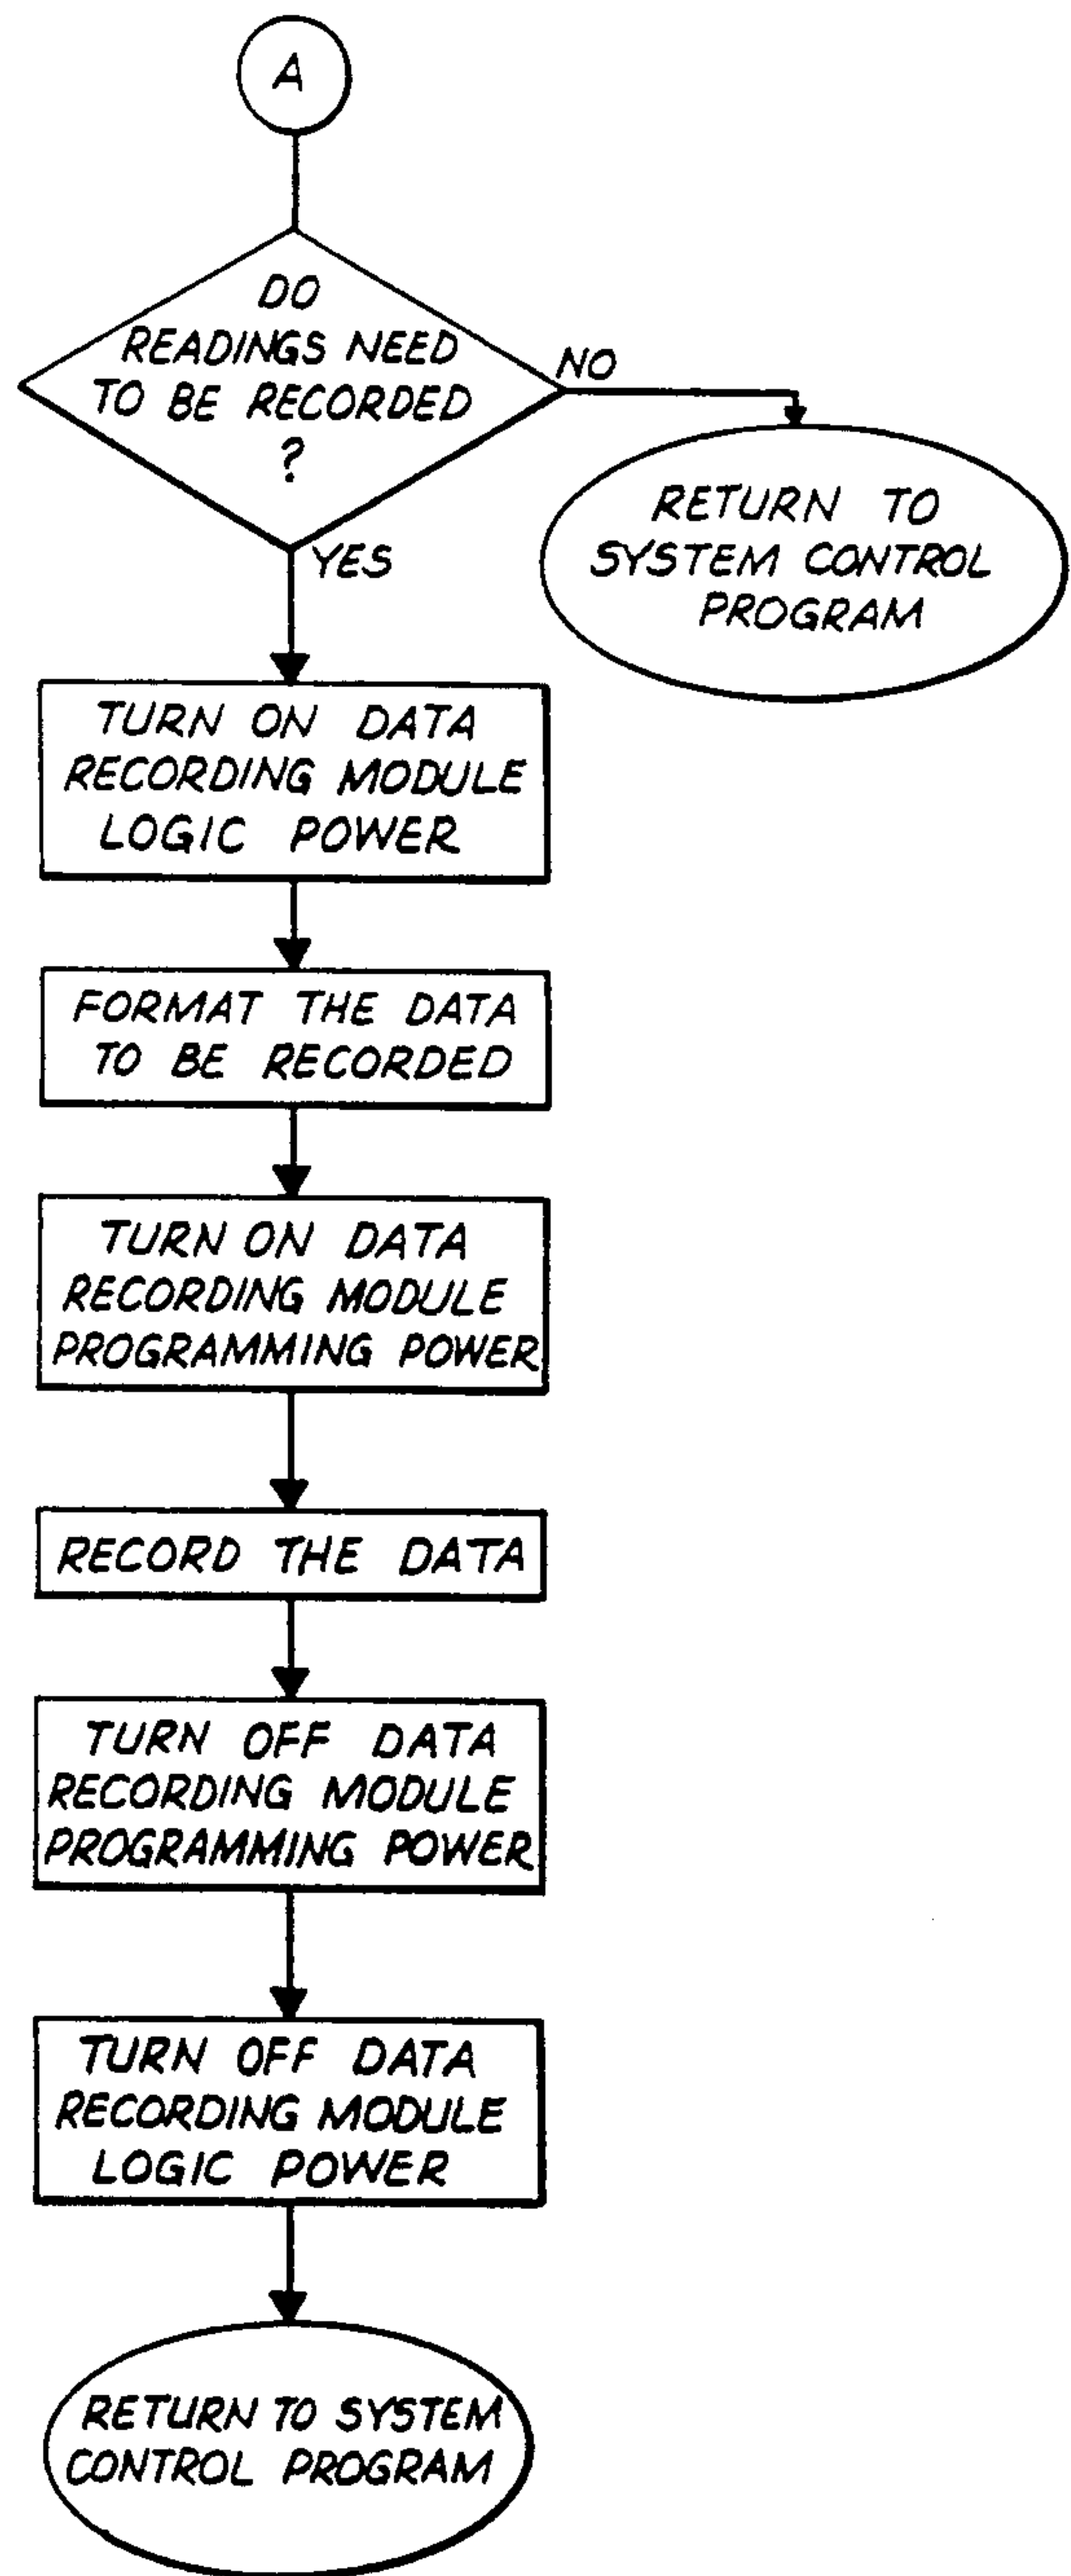 A
DO
READINGS NEED
TO BE RECORDED
?
NO
RETURN TO
SYSTEM CONTROL
PROGRAM
YES
TURN ON DATA
RECORDING MODULE
LOGIC POWER
FORMAT THE DATA
TO BE RECORDED
TURN ON DATA
RECORDING MODULE
PROGRAMMING POWER
RECORD THE DATA
TURN OFF DATA
RECORDING MODULE
PROGRAMMING POWER
TURN OFF DATA
RECORDING MODULE
LOGIC POWER
RETURN TO SYSTEM
CONTROL PROGRAM